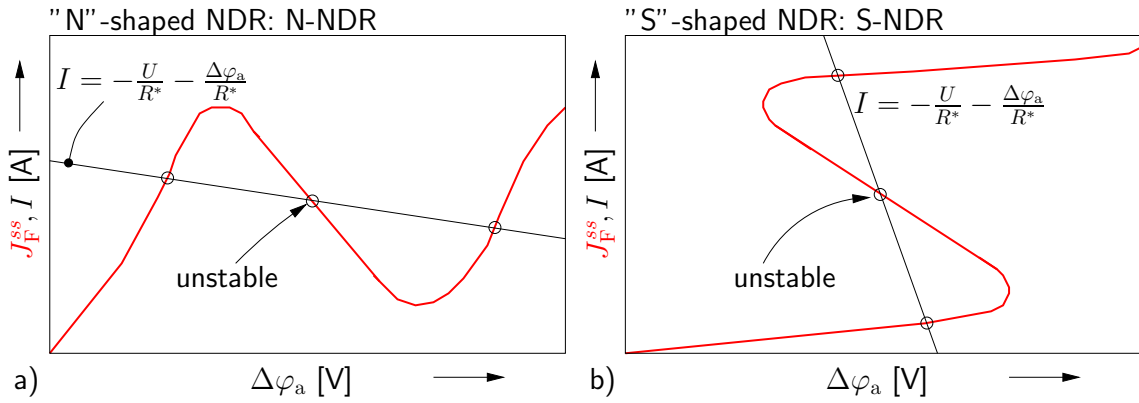 "N"-shaped NDR: N-NDR
I = −U/R* − Δφa/R*
unstable
J_F^ss, I [A]
a)
Δφa [V]
"S"-shaped NDR: S-NDR
I = −U/R* − Δφa/R*
unstable
J_F^ss, I [A]
b)
Δφa [V]